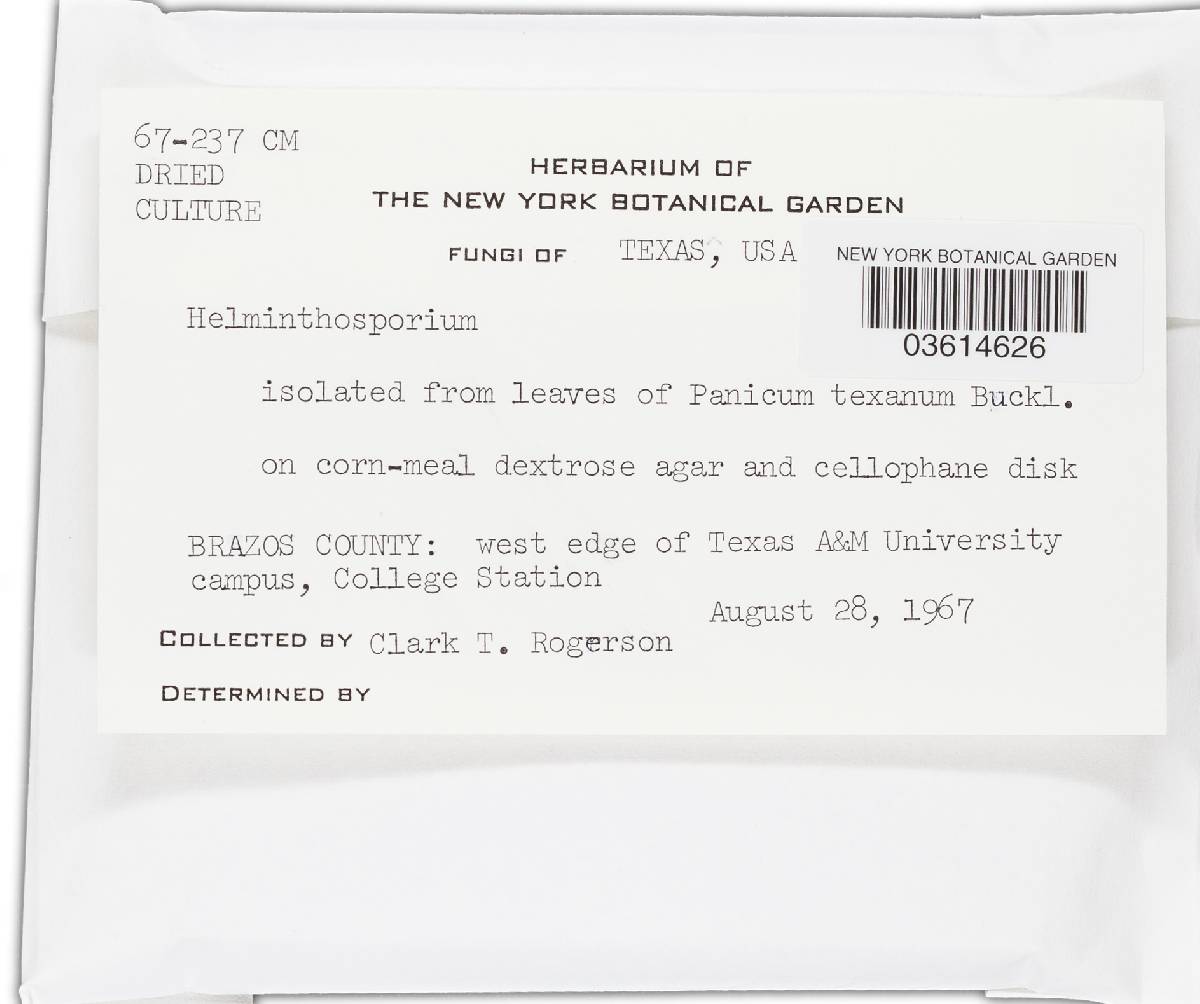 67-237 CM
DRIED
CULTURE
HERBARIUM OF
THE NEW YORK BOTANICAL GARDEN
FUNGI OF TEXAS, USA
NEW YORK BOTANICAL GARDEN
03614626
Helminthosporium
isolated from leaves of Panicum texanum Buckl.
on corn-meal dextrose agar and cellophane disk
BRAZOS COUNTY: west edge of Texas A&M University
campus, College Station
August 28, 1967
COLLECTED BY Clark T. Rogerson
DETERMINED BY